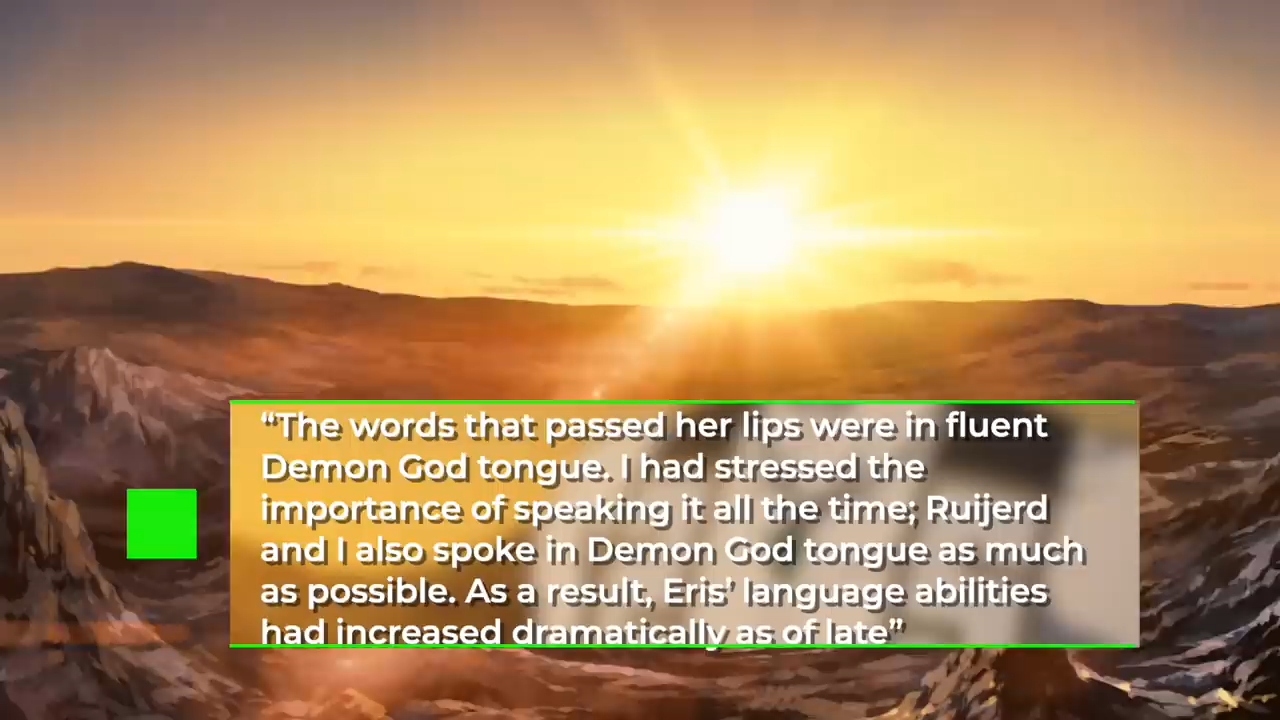 “The words that passed her lips were in fluent
Demon God tongue. I had stressed the
importance of speaking it all the time; Ruijerd
and I also spoke in Demon God tongue as much
as possible. As a result, Eris’ language abilities
had increased dramatically as of late”